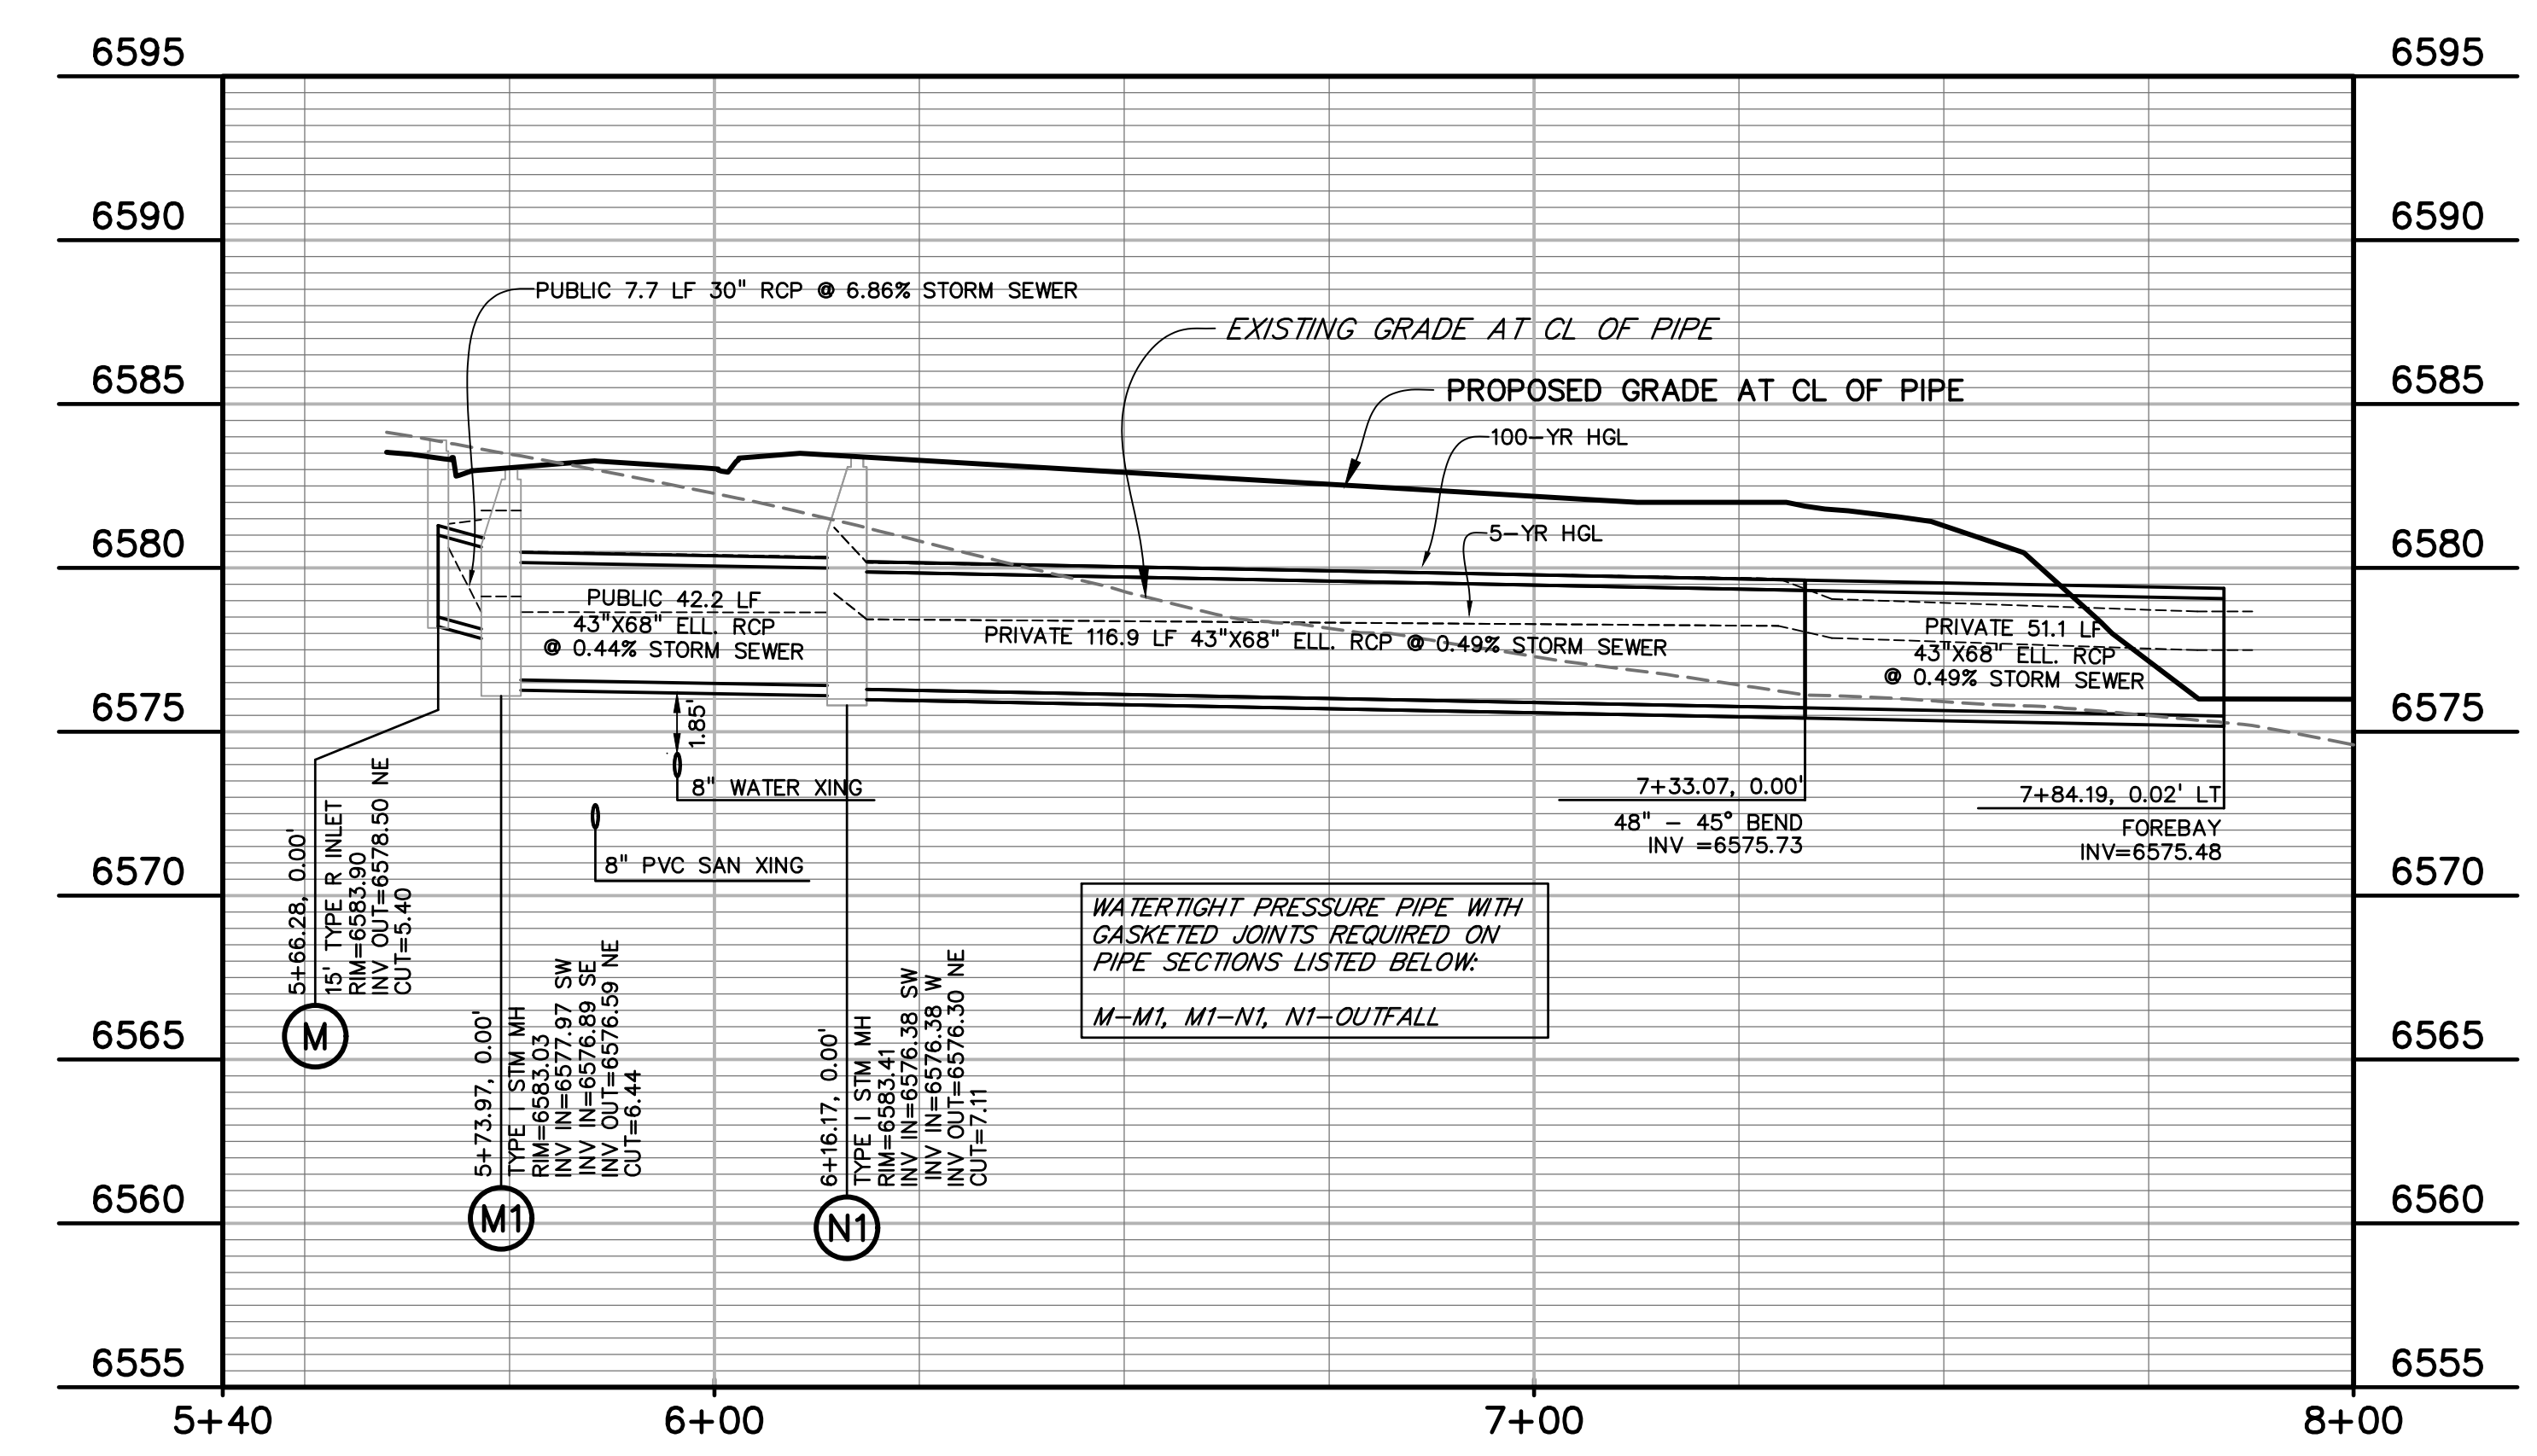 6595
6595
6590
6590
PUBLIC 7.7 LF 30" RCP @ 6.86% STORM SEWER
EXISTING GRADE AT CL OF PIPE
6585
6585
PROPOSED GRADE AT CL OF PIPE
100-YR HGL
5-YR HGL
6580
6580
PUBLIC 42.2 LF
43"X68" ELL. RCP
@ 0.44% STORM SEWER
PRIVATE 116.9 LF 43"X68" ELL. RCP @ 0.49% STORM SEWER
PRIVATE 51.1 LF
43"X68" ELL. RCP
@ 0.49% STORM SEWER
6575
6575
1.85'
8" WATER XING
8" PVC SAN XING
7+33.07, 0.00'
48" - 45° BEND
INV =6575.73
7+84.19, 0.02' LT
FOREBAY
INV=6575.48
6570
6570
5+66.28, 0.00'
15' TYPE R INLET
RIM=6583.90
INV OUT=6578.50 NE
CUT=5.40
M
5+73.97, 0.00'
TYPE I STM MH
RIM=6583.03
INV IN=6577.97 SW
INV IN=6576.89 SE
INV OUT=6576.59 NE
CUT=6.44
M1
6+16.17, 0.00'
TYPE I STM MH
RIM=6583.41
INV IN=6576.38 SW
INV IN=6576.38 W
INV OUT=6576.30 NE
CUT=7.11
N1
WATERTIGHT PRESSURE PIPE WITH
GASKETED JOINTS REQUIRED ON
PIPE SECTIONS LISTED BELOW:
M-M1, M1-N1, N1-OUTFALL
6565
6565
6560
6560
6555
6555
5+40
6+00
7+00
8+00